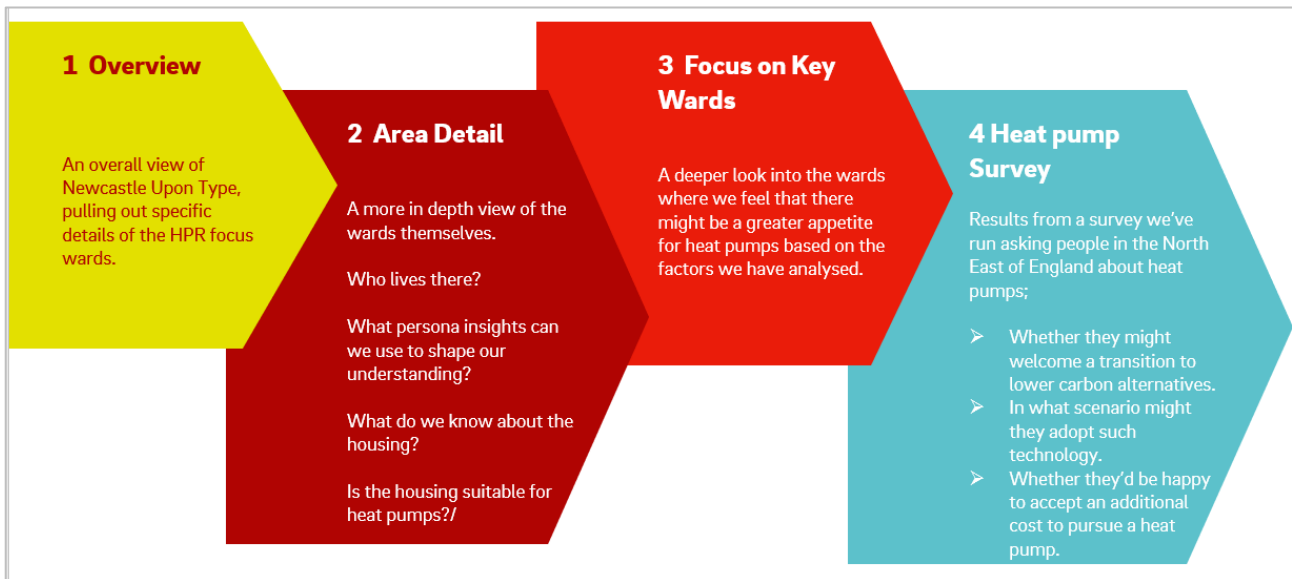 1 Overview
An overall view of
Newcastle Upon Type,
pulling out specific
details of the HPR focus
wards.
2 Area Detail
A more in depth view of the
wards themselves.
Who lives there?
What persona insights can
we use to shape our
understanding?
What do we know about the
housing?
Is the housing suitable for
heat pumps?/
3 Focus on Key
Wards
A deeper look into the wards
where we feel that there
might be a greater appetite
for heat pumps based on the
factors we have analysed.
4 Heat pump
Survey
Results from a survey we’ve
run asking people in the North
East of England about heat
pumps;
➢ Whether they might
welcome a transition to
lower carbon alternatives.
➢ In what scenario might
they adopt such
technology.
➢ Whether they’d be happy
to accept an additional
cost to pursue a heat
pump.